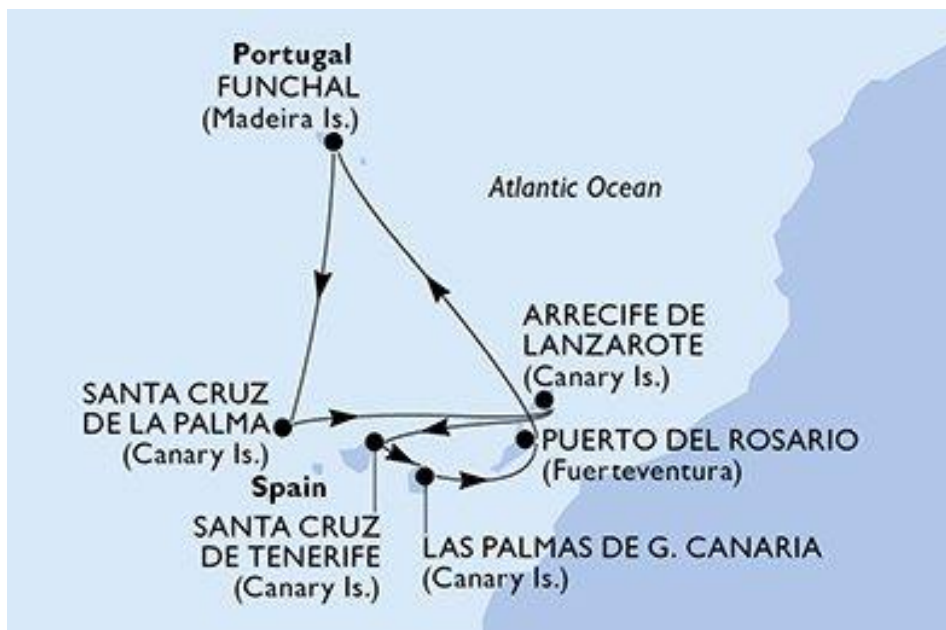 Portugal
FUNCHAL
(Madeira Is.)
Atlantic Ocean
ARRECIFE DE
LANZAROTE
(Canary Is.)
SANTA CRUZ
DE LA PALMA
(Canary Is.)
PUERTO DEL ROSARIO
(Fuerteventura)
Spain
SANTA CRUZ
DE TENERIFE
(Canary Is.)
LAS PALMAS DE G. CANARIA
(Canary Is.)